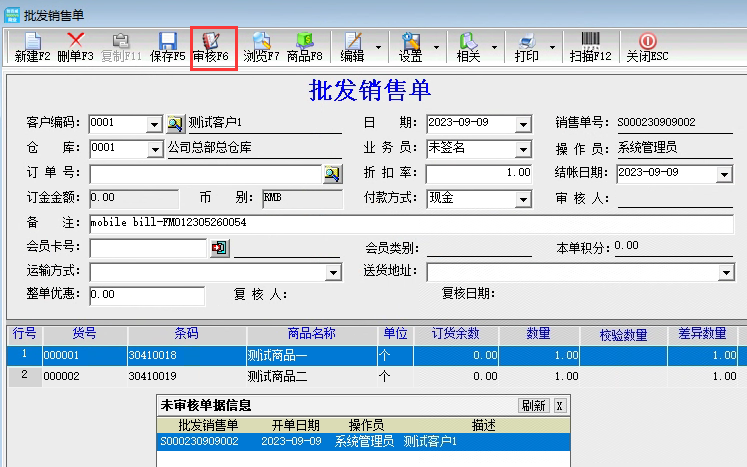 批发销售单
新建F2 删单F3 复制F11 保存F5 审核F6 浏览F7 商品F8 编辑 设置 相关 打印 扫描F12 关闭ESC
批发销售单
客户编码: 0001 测试客户1 日 期: 2023-09-09 销售单号: S000230909002
仓 库: 0001 公司总部总仓库 业 务 员: 未签名 操 作 员: 系统管理员
订 单 号: 折 扣 率: 1.00 结帐日期: 2023-09-09
订金金额: 0.00 币 别: RMB 付款方式: 现金 审 核 人:
备 注: mobile bill-FM012305260054
会员卡号: 会员类别: 本单积分: 0.00
运输方式: 送货地址:
整单优惠: 0.00 复 核 人: 复核日期:
行号 货号 条码 商品名称 单位 订货余数 数量 校验数量 差异数量
1 000001 30410018 测试商品一 个 0.00 1.00 1.00
2 000002 30410019 测试商品二 个 0.00 1.00 1.00
未审核单据信息 刷新 X
批发销售单 开单日期 操作员 描述
S000230909002 2023-09-09 系统管理员 测试客户1